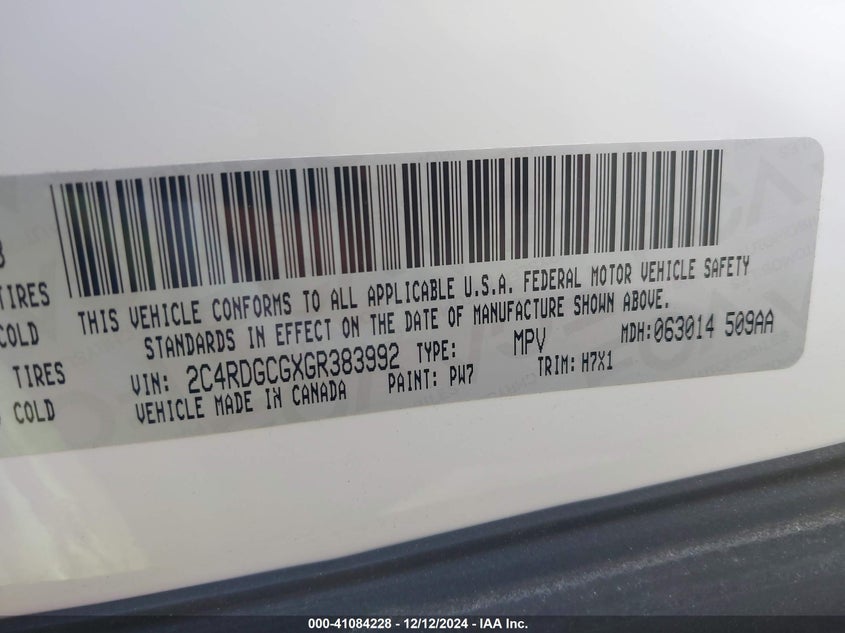 TIRES
COLD
TIRES
COLD
THIS VEHICLE CONFORMS TO ALL APPLICABLE U.S.A. FEDERAL MOTOR VEHICLE SAFETY
STANDARDS IN EFFECT ON THE DATE OF MANUFACTURE SHOWN ABOVE.
VIN: 2C4RDGCGXGR383992 TYPE: MPV MDH:063014 509AA
VEHICLE MADE IN CANADA PAINT: PW7 TRIM: H7X1
000-41084228 - 12/12/2024 - IAA Inc.